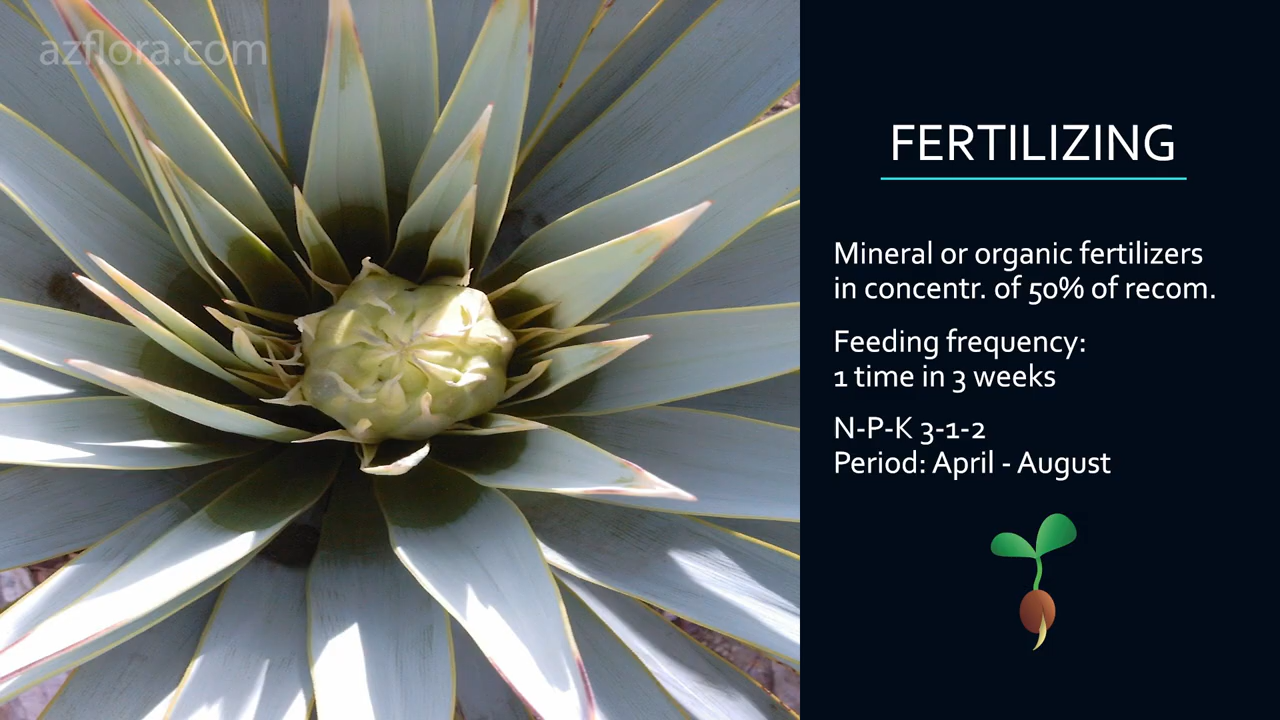 azflora.com
FERTILIZING
Mineral or organic fertilizers
in concentr. of 50% of recom.
Feeding frequency:
1 time in 3 weeks
N-P-K 3-1-2
Period: April - August